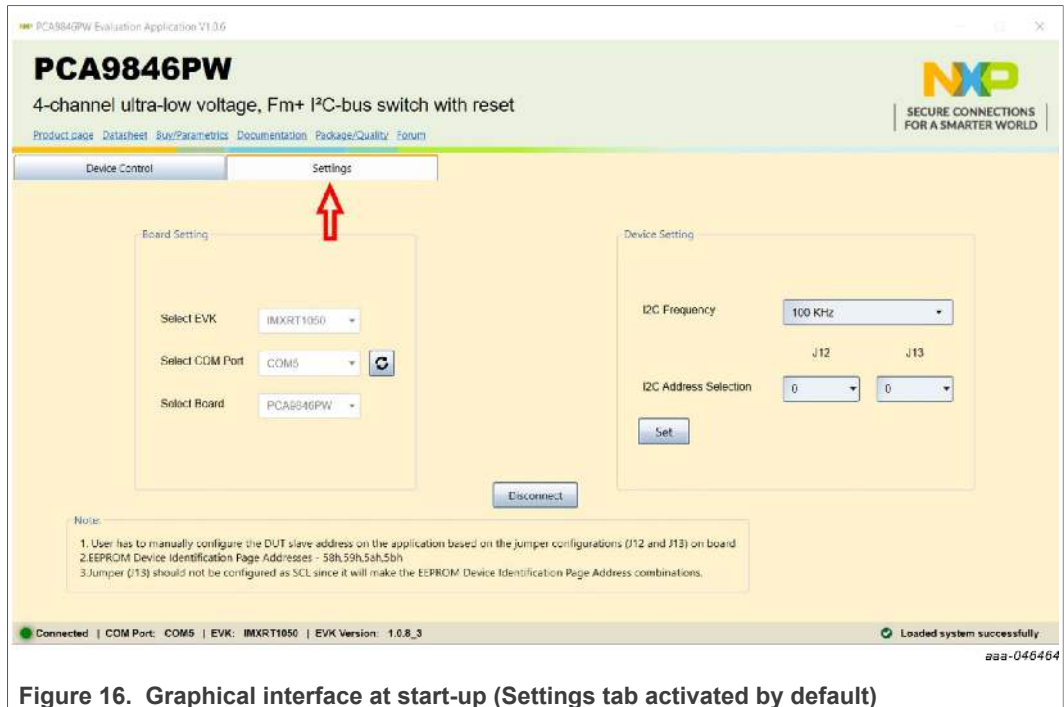 PCA9846PW Evaluation Application V1.0.6
PCA9846PW
4-channel ultra-low voltage, Fm+ I²C-bus switch with reset
Product page Datasheet Buy/Parametrics Documentation Package/Quality Forum
NXP
SECURE CONNECTIONS
FOR A SMARTER WORLD
Device Control Settings
Board Setting
Select EVK IMXRT1050
Select COM Port COM5
Select Board PCA9846PW
Device Setting
I2C Frequency 100 KHz
J12 J13
I2C Address Selection 0 0
Set
Disconnect
Note:
1. User has to manually configure the DUT slave address on the application based on the jumper configurations (J12 and J13) on board
2.EEPROM Device Identification Page Addresses - 58h,59h,5ah,5bh
3.Jumper (J13) should not be configured as SCL since it will make the EEPROM Device Identification Page Address combinations.
Connected | COM Port: COM5 | EVK: IMXRT1050 | EVK Version: 1.0.8_3 Loaded system successfully
aaa-046464
Figure 16. Graphical interface at start-up (Settings tab activated by default)